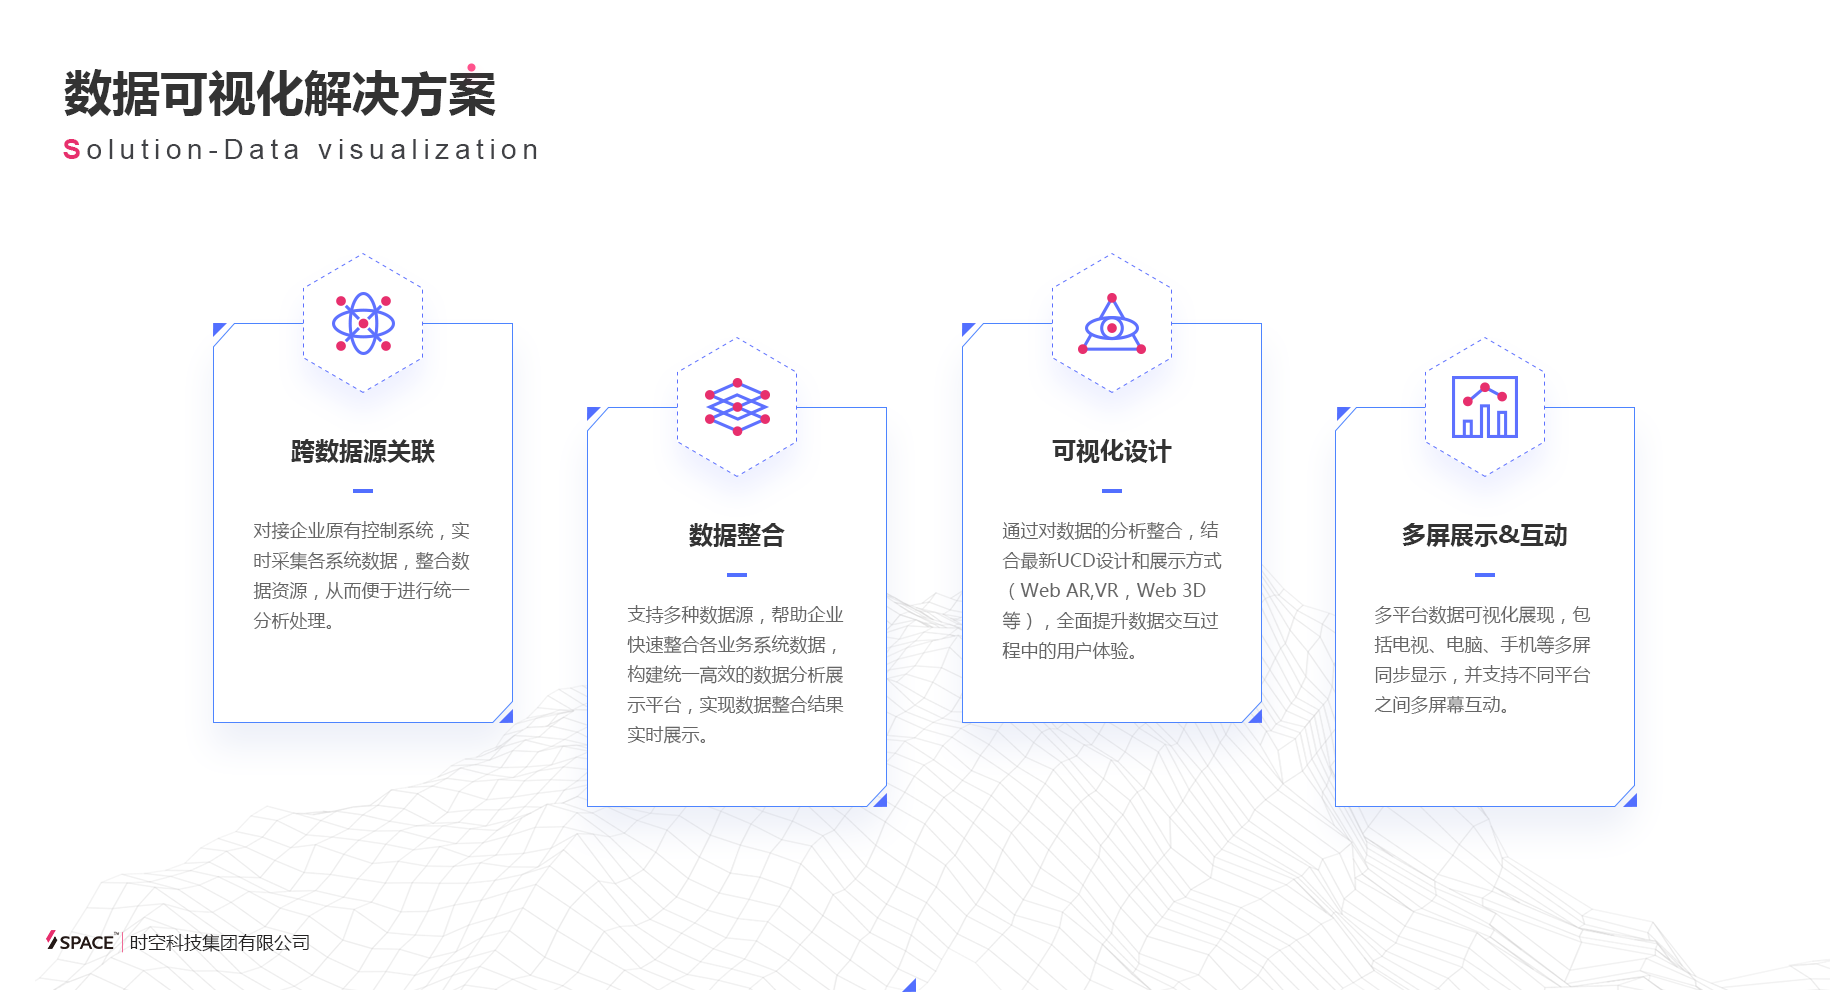 数据可视化解决方案
Solution-Data visualization
跨数据源关联
对接企业原有控制系统，实
时采集各系统数据，整合数
据资源，从而便于进行统一
分析处理。
数据整合
支持多种数据源，帮助企业
快速整合各业务系统数据，
构建统一高效的数据分析展
示平台，实现数据整合结果
实时展示。
可视化设计
通过对数据的分析整合，结
合最新UCD设计和展示方式
（Web AR,VR，Web 3D
等），全面提升数据交互过
程中的用户体验。
多屏展示&互动
多平台数据可视化展现，包
括电视、电脑、手机等多屏
同步显示，并支持不同平台
之间多屏幕互动。
SPACE™ 时空科技集团有限公司